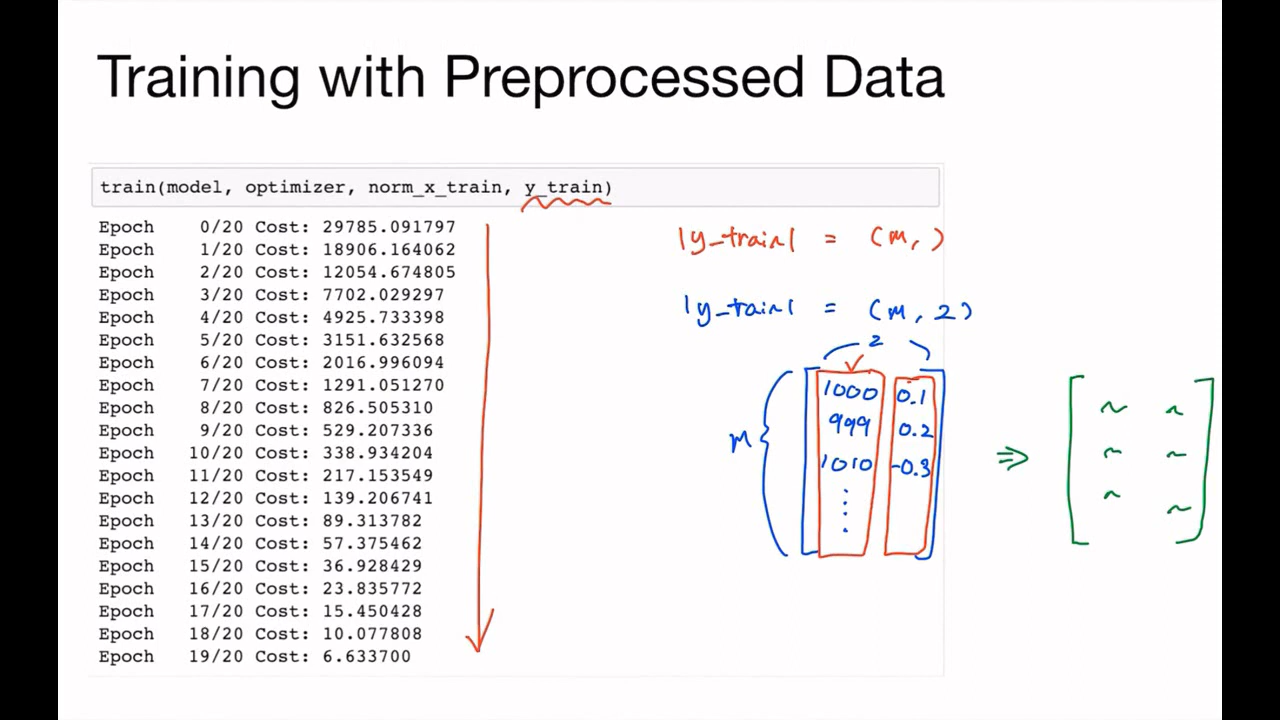 Training with Preprocessed Data
train(model, optimizer, norm_x_train, y_train)
Epoch 0/20 Cost: 29785.091797
Epoch 1/20 Cost: 18906.164062
Epoch 2/20 Cost: 12054.674805
Epoch 3/20 Cost: 7702.029297
Epoch 4/20 Cost: 4925.733398
Epoch 5/20 Cost: 3151.632568
Epoch 6/20 Cost: 2016.996094
Epoch 7/20 Cost: 1291.051270
Epoch 8/20 Cost: 826.505310
Epoch 9/20 Cost: 529.207336
Epoch 10/20 Cost: 338.934204
Epoch 11/20 Cost: 217.153549
Epoch 12/20 Cost: 139.206741
Epoch 13/20 Cost: 89.313782
Epoch 14/20 Cost: 57.375462
Epoch 15/20 Cost: 36.928429
Epoch 16/20 Cost: 23.835772
Epoch 17/20 Cost: 15.450428
Epoch 18/20 Cost: 10.077808
Epoch 19/20 Cost: 6.633700
|y_train| = (m, )
|y_train| = (m, 2)
2
1000 0.1
999 0.2
m
1010 -0.3
⇒